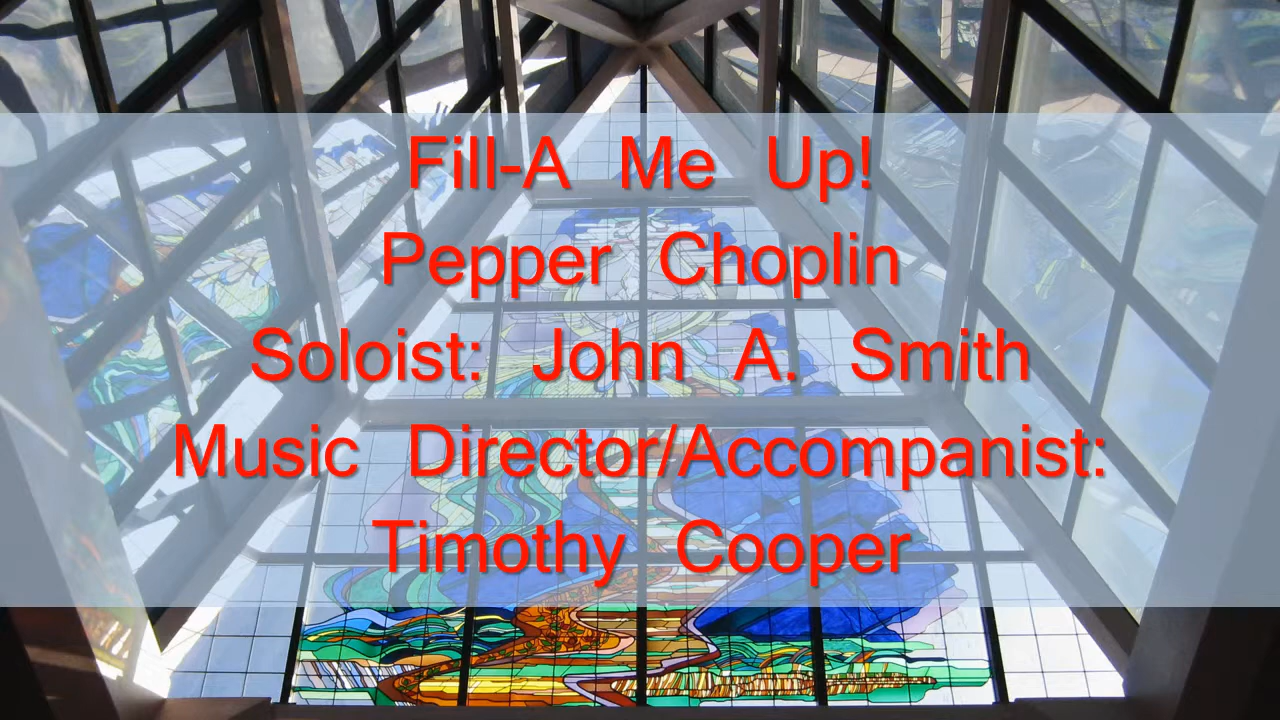 Fill-A Me Up!
Pepper Choplin
Soloist: John A. Smith
Music Director/Accompanist:
Timothy Cooper